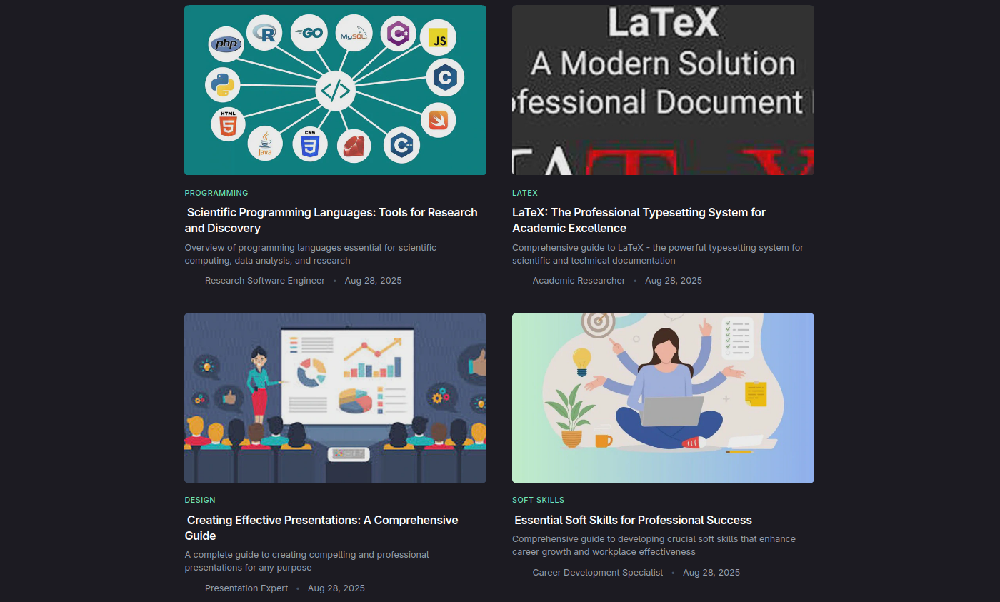 php
R
GO
MySQL
C#
JS
C
HTML
5
Java
CSS
3
C++
</>
LaTeX
A Modern Solution
ofessional Document
PROGRAMMING
Scientific Programming Languages: Tools for Research
and Discovery
Overview of programming languages essential for scientific
computing, data analysis, and research
Research Software Engineer • Aug 28, 2025
LATEX
LaTeX: The Professional Typesetting System for
Academic Excellence
Comprehensive guide to LaTeX - the powerful typesetting system for
scientific and technical documentation
Academic Researcher • Aug 28, 2025
DESIGN
Creating Effective Presentations: A Comprehensive
Guide
A complete guide to creating compelling and professional
presentations for any purpose
Presentation Expert • Aug 28, 2025
SOFT SKILLS
Essential Soft Skills for Professional Success
Comprehensive guide to developing crucial soft skills that enhance
career growth and workplace effectiveness
Career Development Specialist • Aug 28, 2025